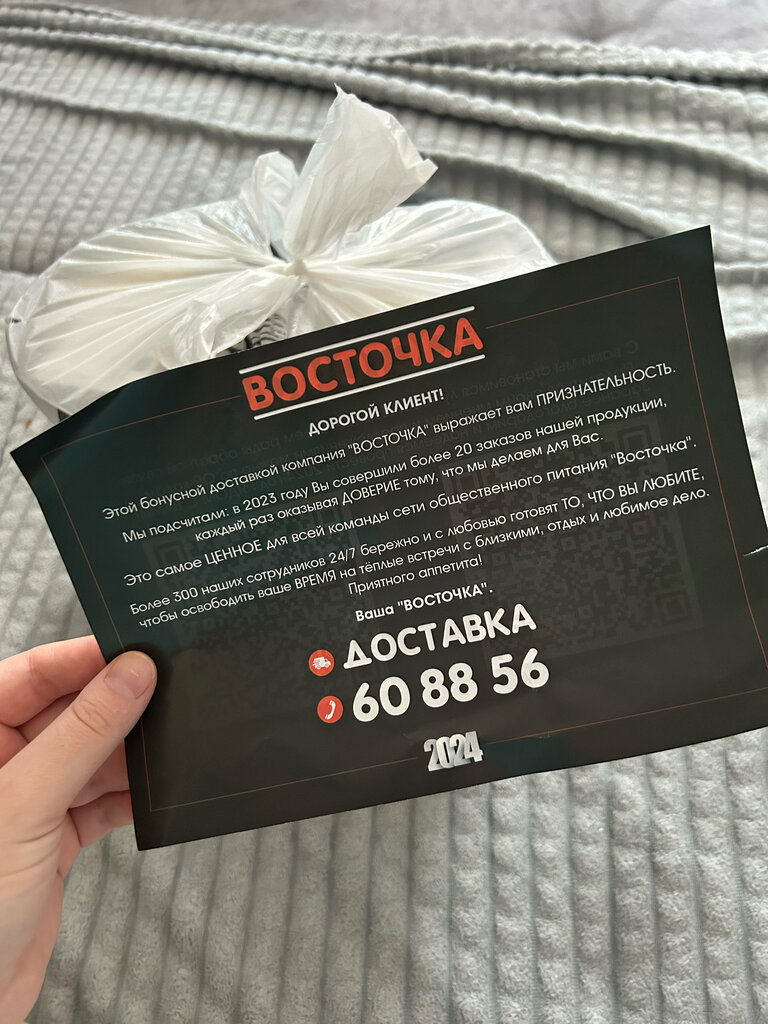 ВОСТОЧКА
ДОРОГОЙ КЛИЕНТ!
Этой бонусной доставкой компания "ВОСТОЧКА" выражает вам ПРИЗНАТЕЛЬНОСТЬ.
Мы подсчитали: в 2023 году Вы совершили более 20 заказов нашей продукции,
каждый раз оказывая ДОВЕРИЕ тому, что мы делаем для Вас.
Это самое ЦЕННОЕ для всей команды сети общественного питания "Восточка".
Более 300 наших сотрудников 24/7 бережно и с любовью готовят ТО, ЧТО ВЫ ЛЮБИТЕ,
чтобы освободить ваше ВРЕМЯ на тёплые встречи с близкими, отдых и любимое дело.
Приятного аппетита!
Ваша "ВОСТОЧКА".
ДОСТАВКА
60 88 56
2024